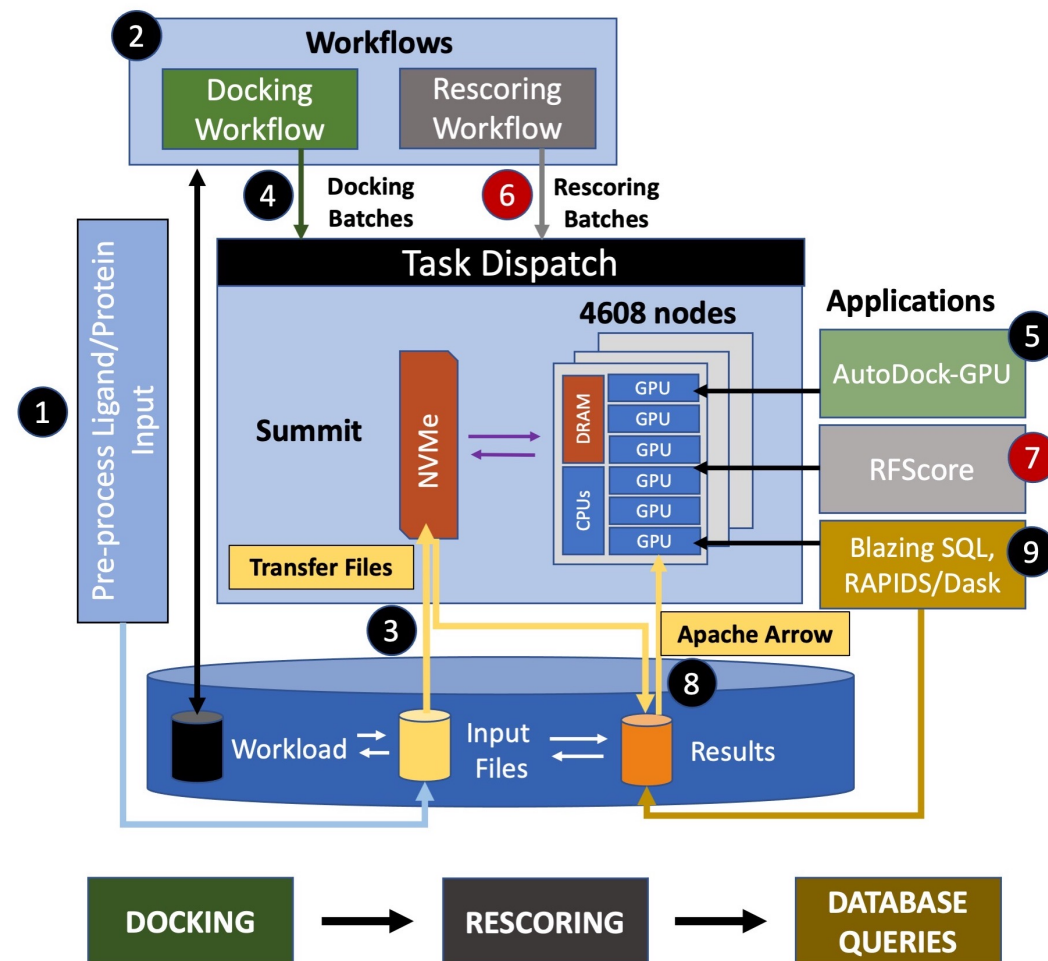 2
Workflows
Docking
Workflow
Rescoring
Workflow
4
Docking
Batches
6
Rescoring
Batches
1
Pre-process Ligand/Protein
Input
Task Dispatch
4608 nodes
Summit
NVMe
DRAM
CPUs
GPU
GPU
GPU
GPU
GPU
GPU
Applications
5
AutoDock-GPU
7
RFScore
9
Blazing SQL,
RAPIDS/Dask
Transfer Files
3
Apache Arrow
8
Workload
Input
Files
Results
DOCKING
RESCORING
DATABASE
QUERIES